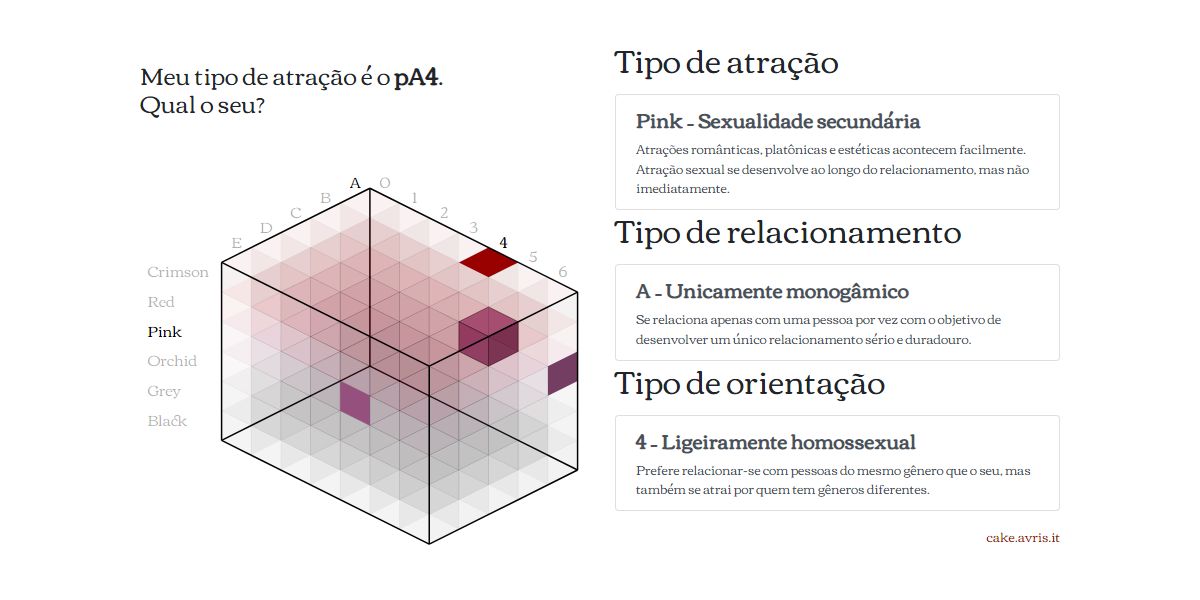 Meu tipo de atração é o pA4.
Qual o seu?
A
0
B
1
C
2
D
3
E
4
5
6
Crimson
Red
Pink
Orchid
Grey
Black
Tipo de atração
Pink - Sexualidade secundária
Atrações românticas, platônicas e estéticas acontecem facilmente.
Atração sexual se desenvolve ao longo do relacionamento, mas não
imediatamente.
Tipo de relacionamento
A - Unicamente monogâmico
Se relaciona apenas com uma pessoa por vez com o objetivo de
desenvolver um único relacionamento sério e duradouro.
Tipo de orientação
4 - Ligeiramente homossexual
Prefere relacionar-se com pessoas do mesmo gênero que o seu, mas
também se atrai por quem tem gêneros diferentes.
cake.avris.it